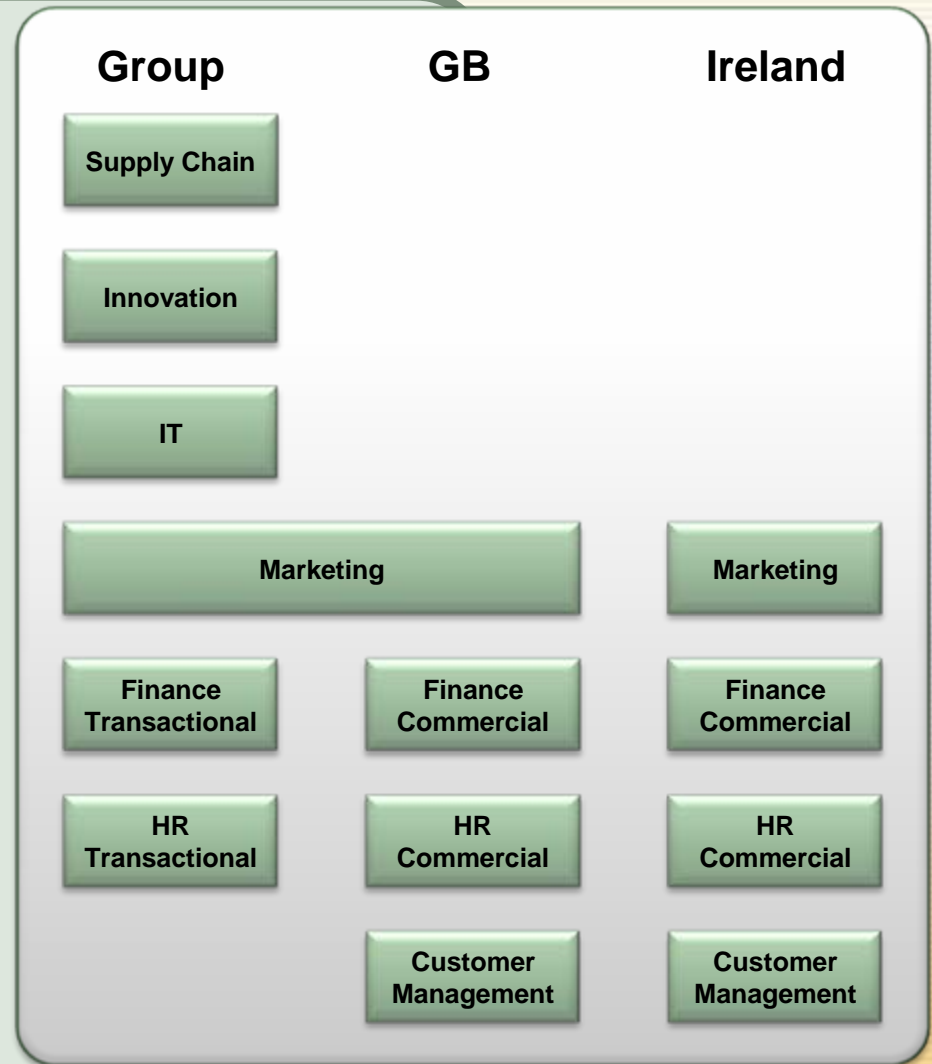 Group GB Ireland
Supply Chain
Innovation
IT
Marketing Marketing
Finance Finance Finance
Transactional Commercial Commercial
HR HR HR
Transactional Commercial Commercial
Customer Customer
Management Management